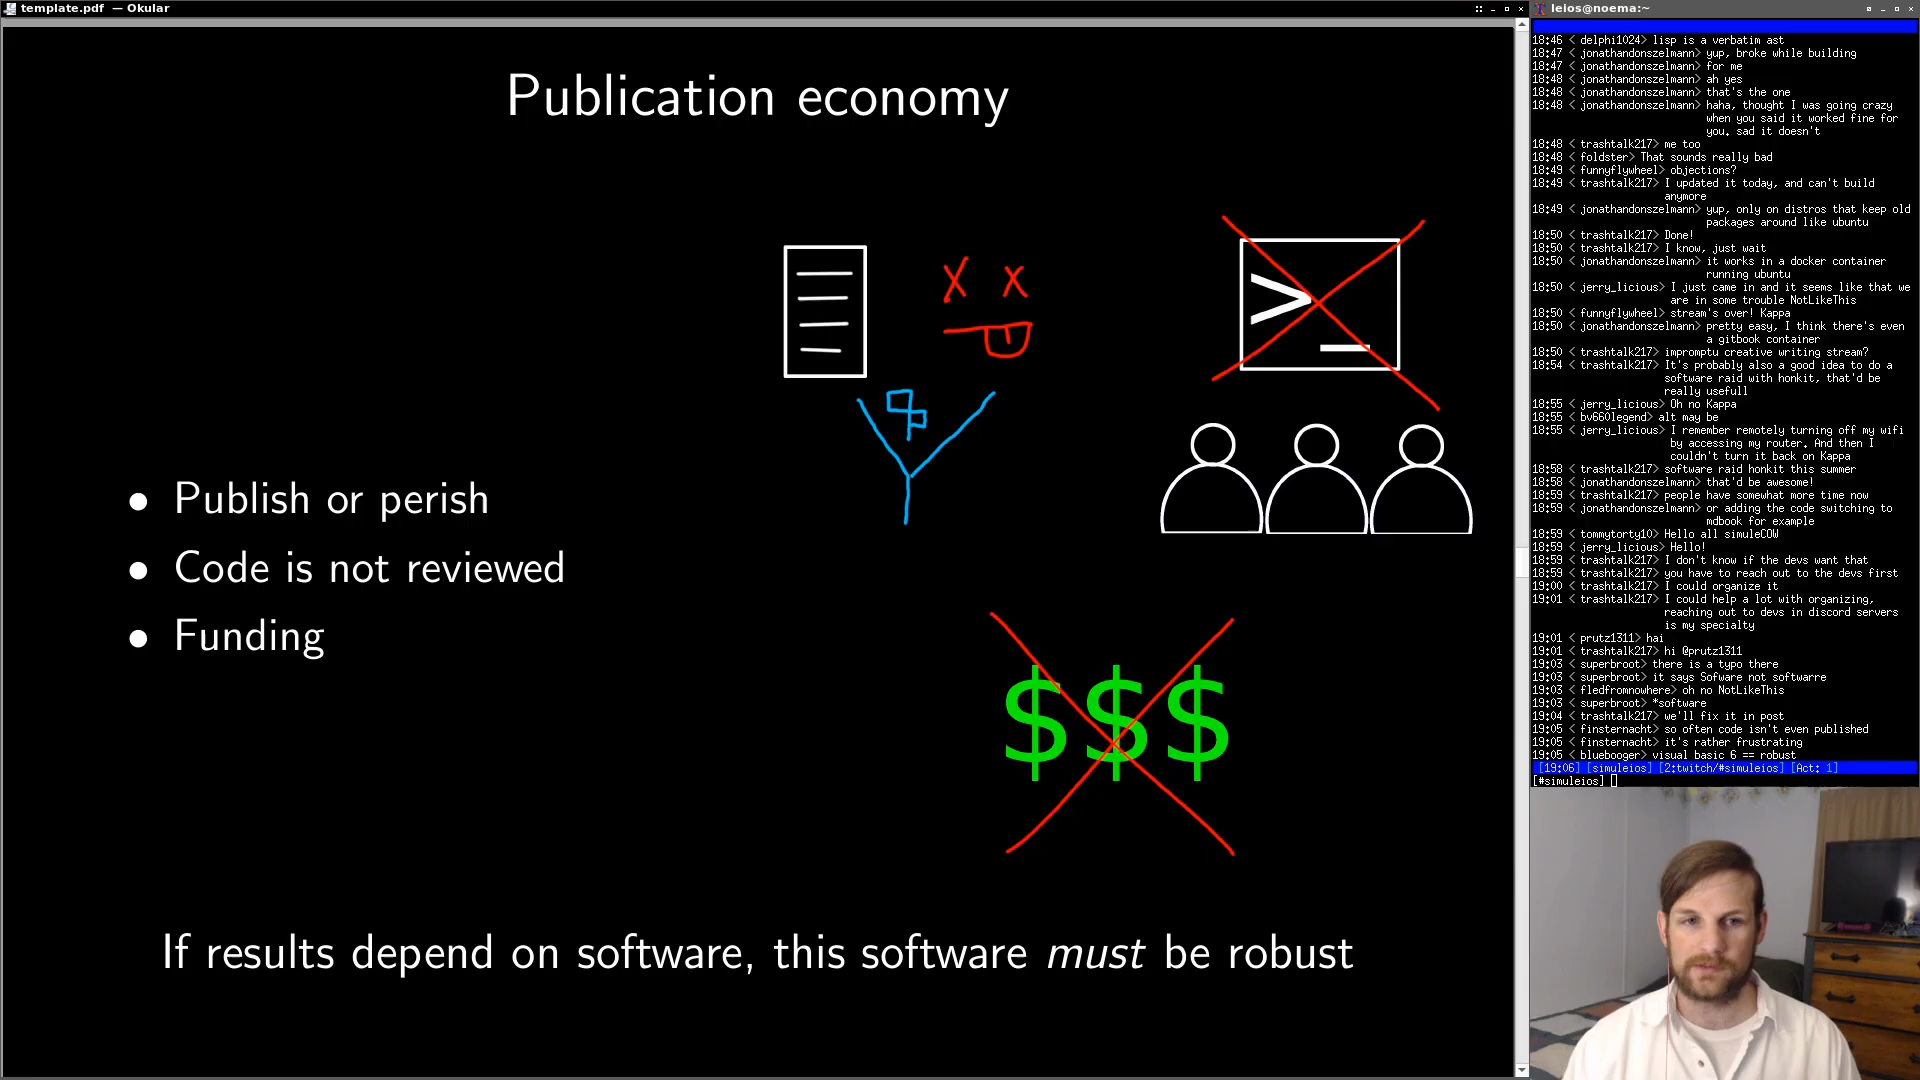 template.pdf — Okular
Publication economy
X X
>_
• Publish or perish
• Code is not reviewed
• Funding
$$$
If results depend on software, this software must be robust
leios@noema:~
18:46 < delphi1024> lisp is a verbatim ast
18:47 < jonathandonszelmann> yup, broke while building
18:47 < jonathandonszelmann> for me
18:48 < jonathandonszelmann> ah yes
18:48 < jonathandonszelmann> that's the one
18:48 < jonathandonszelmann> haha, thought I was going crazy
when you said it worked fine for
you. sad it doesn't
18:48 < trashtalk217> me too
18:48 < foldster> That sounds really bad
18:49 < funnyflywheel> objections?
18:49 < trashtalk217> I updated it today, and can't build
anymore
18:49 < jonathandonszelmann> yup, only on distros that keep old
packages around like ubuntu
18:50 < trashtalk217> Done!
18:50 < trashtalk217> I know, just wait
18:50 < jonathandonszelmann> it works in a docker container
running ubuntu
18:50 < jerry_licious> I just came in and it seems like that we
are in some trouble NotLikeThis
18:50 < funnyflywheel> stream's over! Kappa
18:50 < jonathandonszelmann> pretty easy, I think there's even
a gitbook container
18:50 < trashtalk217> impromptu creative writing stream?
18:54 < trashtalk217> It's probably also a good idea to do a
software raid with honkit, that'd be
really usefull
18:55 < jerry_licious> Oh no Kappa
18:55 < bv660legend> alt may be
18:55 < jerry_licious> I remember remotely turning off my wifi
by accessing my router. And then I
couldn't turn it back on Kappa
18:58 < trashtalk217> software raid honkit this summer
18:58 < jonathandonszelmann> that'd be awesome!
18:59 < trashtalk217> people have somewhat more time now
18:59 < jonathandonszelmann> or adding the code switching to
mdbook for example
18:59 < tommytorty10> Hello all simuleCOW
18:59 < jerry_licious> Hello!
18:59 < trashtalk217> I don't know if the devs want that
18:59 < trashtalk217> you have to reach out to the devs first
19:00 < trashtalk217> I could organize it
19:01 < trashtalk217> I could help a lot with organizing,
reaching out to devs in discord servers
is my specialty
19:01 < prutz1311> hai
19:01 < trashtalk217> hi @prutz1311
19:03 < superbroot> there is a typo there
19:03 < superbroot> it says Sofware not softwarre
19:03 < fledfromnowhere> oh no NotLikeThis
19:03 < superbroot> *software
19:04 < trashtalk217> we'll fix it in post
19:05 < finsternacht> so often code isn't even published
19:05 < finsternacht> it's rather frustrating
19:05 < bluebooger> visual basic 6 == robust
[19:06] [simuleios] [2:twitch/#simuleios] [Act: 1]
[#simuleios]